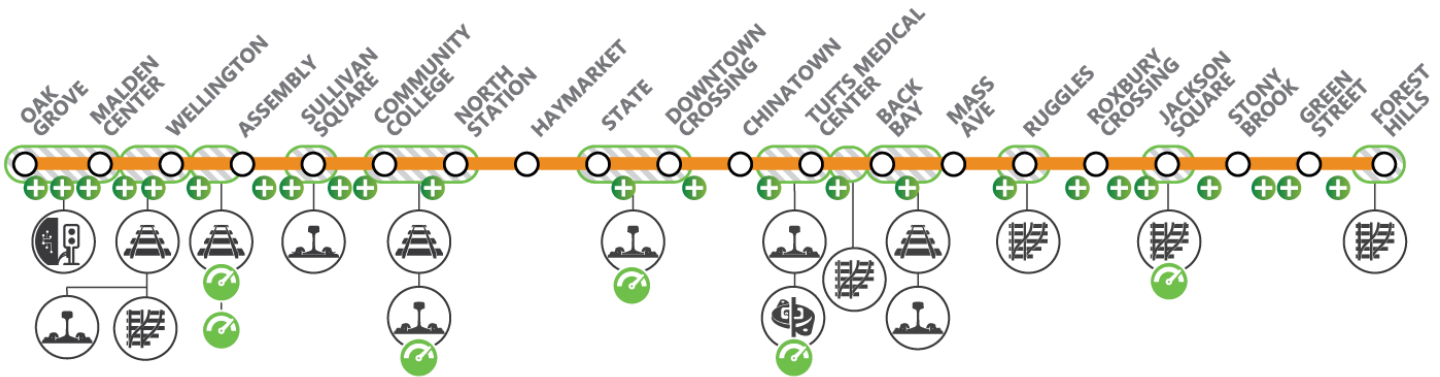 OAK
GROVE
MALDEN
CENTER
WELLINGTON
ASSEMBLY
SULLIVAN
SQUARE
COMMUNITY
COLLEGE
NORTH
STATION
HAYMARKET
STATE
DOWNTOWN
CROSSING
CHINATOWN
TUFTS MEDICAL
CENTER
BACK
BAY
MASS
AVE
RUGGLES
ROXBURY
CROSSING
JACKSON
SQUARE
STONY
BROOK
GREEN
STREET
FOREST
HILLS